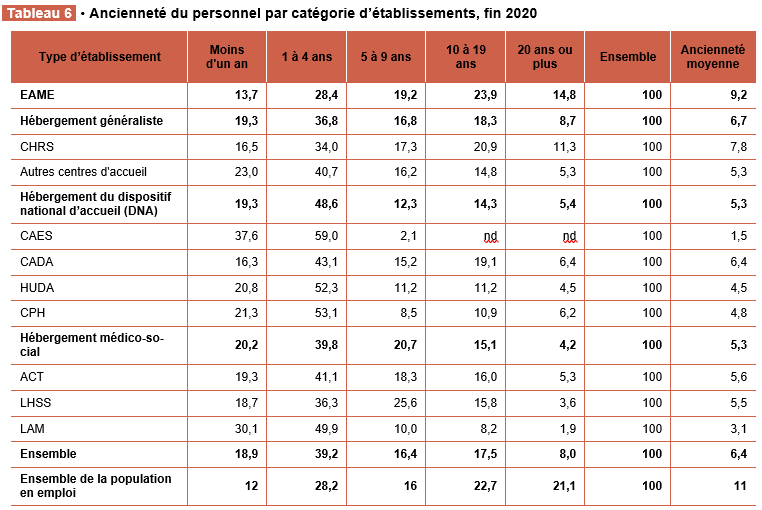 Tableau 6 • Ancienneté du personnel par catégorie d'établissements, fin 2020
Type d'établissement Moins d'un an 1 à 4 ans 5 à 9 ans 10 à 19 ans 20 ans ou plus Ensemble Ancienneté moyenne
EAME 13,7 28,4 19,2 23,9 14,8 100 9,2
Hébergement généraliste 19,3 36,8 16,8 18,3 8,7 100 6,7
CHRS 16,5 34,0 17,3 20,9 11,3 100 7,8
Autres centres d'accueil 23,0 40,7 16,2 14,8 5,3 100 5,3
Hébergement du dispositif
national d'accueil (DNA) 19,3 48,6 12,3 14,3 5,4 100 5,3
CAES 37,6 59,0 2,1 nd nd 100 1,5
CADA 16,3 43,1 15,2 19,1 6,4 100 6,4
HUDA 20,8 52,3 11,2 11,2 4,5 100 4,5
CPH 21,3 53,1 8,5 10,9 6,2 100 4,8
Hébergement médico-so-
cial 20,2 39,8 20,7 15,1 4,2 100 5,3
ACT 19,3 41,1 18,3 16,0 5,3 100 5,6
LHSS 18,7 36,3 25,6 15,8 3,6 100 5,5
LAM 30,1 49,9 10,0 8,2 1,9 100 3,1
Ensemble 18,9 39,2 16,4 17,5 8,0 100 6,4
Ensemble de la population
en emploi 12 28,2 16 22,7 21,1 100 11